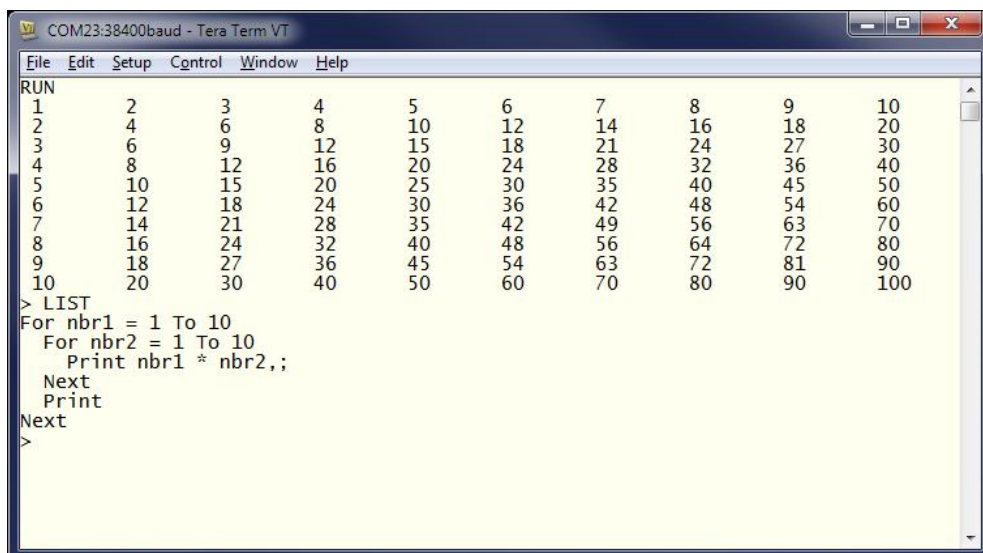 COM23:38400baud - Tera Term VT
File Edit Setup Control Window Help
RUN
1 2 3 4 5 6 7 8 9 10
2 4 6 8 10 12 14 16 18 20
3 6 9 12 15 18 21 24 27 30
4 8 12 16 20 24 28 32 36 40
5 10 15 20 25 30 35 40 45 50
6 12 18 24 30 36 42 48 54 60
7 14 21 28 35 42 49 56 63 70
8 16 24 32 40 48 56 64 72 80
9 18 27 36 45 54 63 72 81 90
10 20 30 40 50 60 70 80 90 100
> LIST
For nbr1 = 1 To 10
  For nbr2 = 1 To 10
    Print nbr1 * nbr2,;
  Next
  Print
Next
>